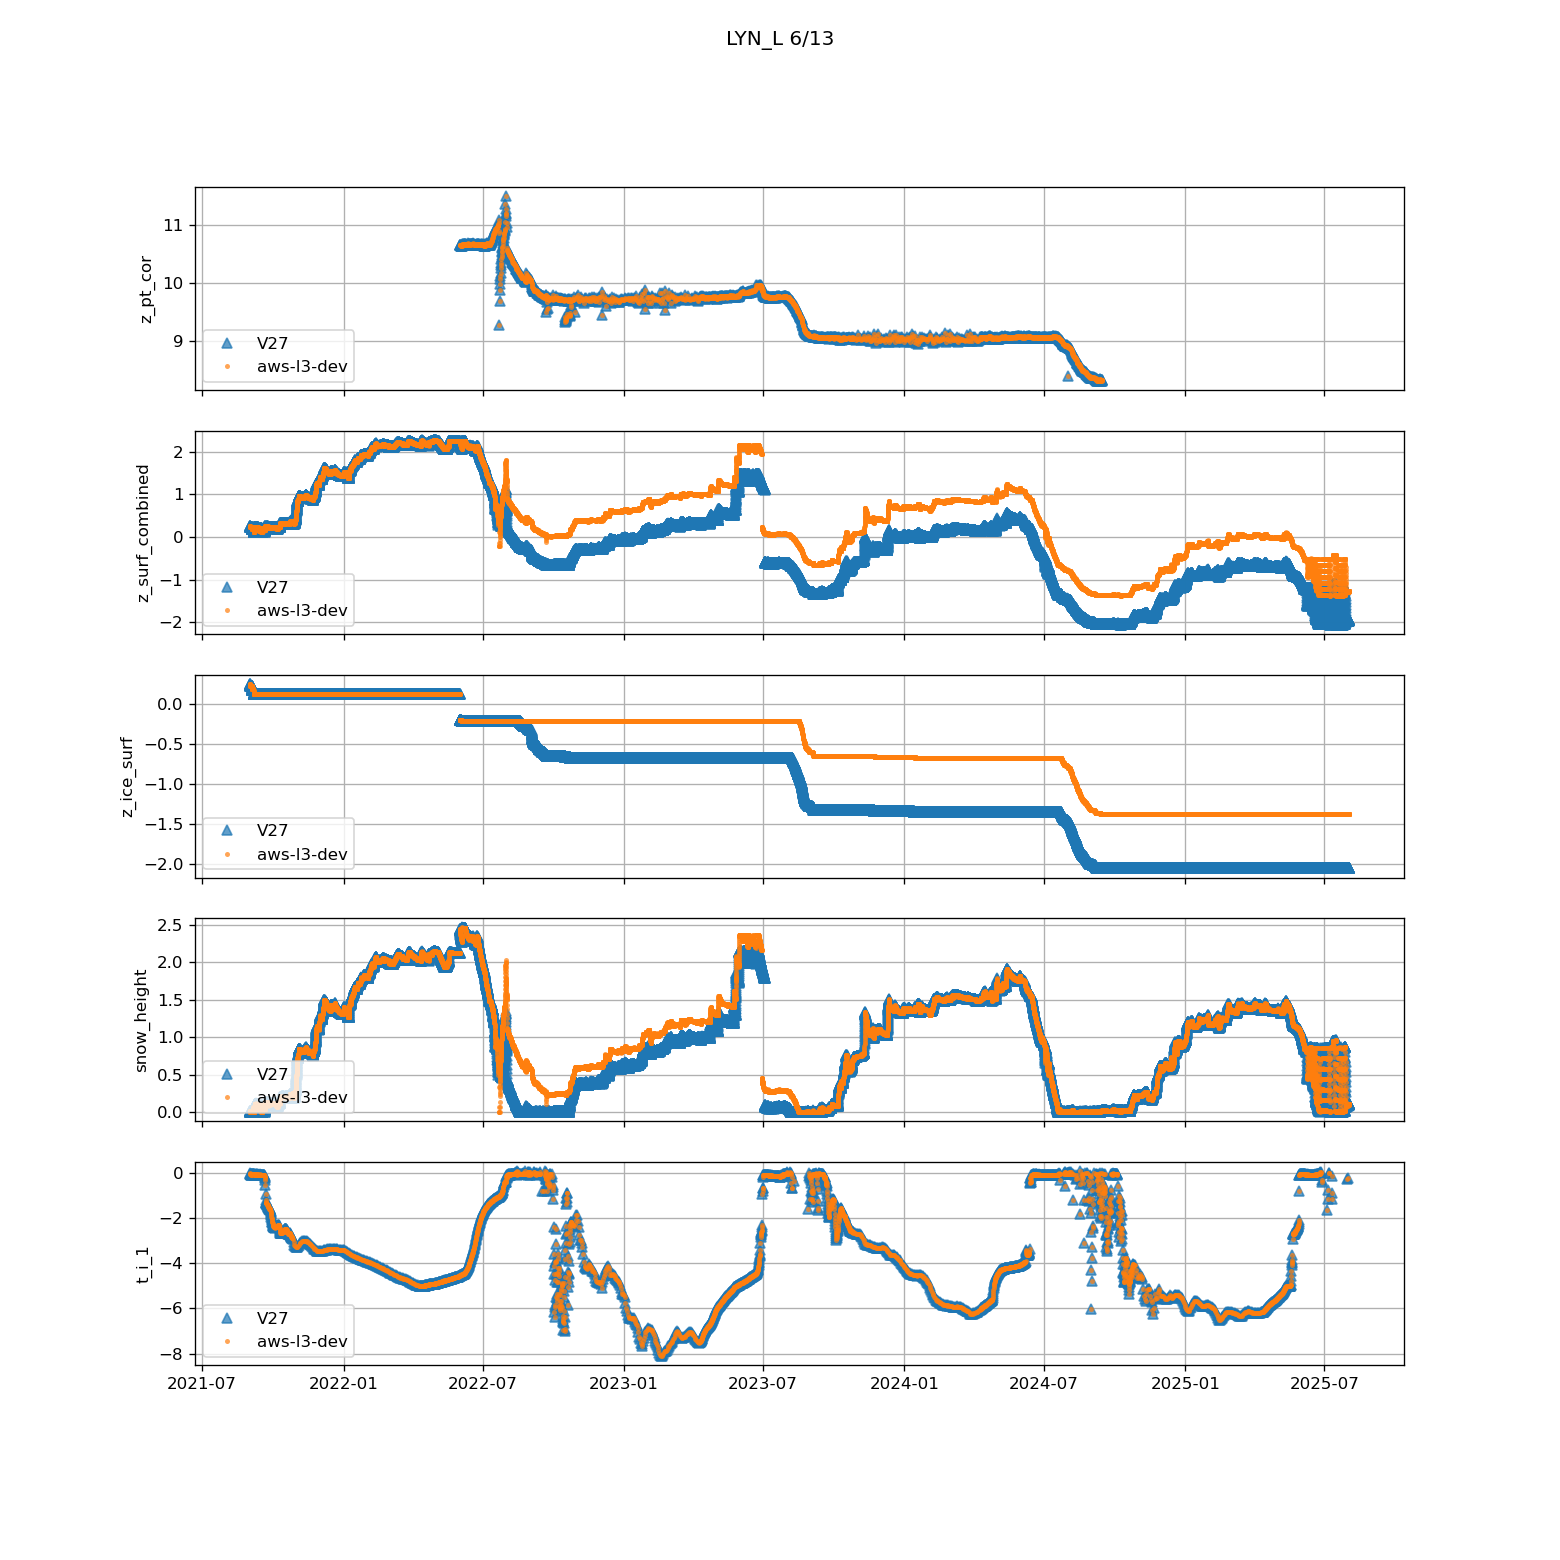 LYN_L 6/13
11
10
9
z_pt_cor
V27
aws-l3-dev
2
1
0
−1
−2
z_surf_combined
V27
aws-l3-dev
0.0
−0.5
−1.0
−1.5
−2.0
z_ice_surf
V27
aws-l3-dev
2.5
2.0
1.5
1.0
0.5
0.0
snow_height
V27
aws-l3-dev
0
−2
−4
−6
−8
t_i_1
V27
aws-l3-dev
2021-07 2022-01 2022-07 2023-01 2023-07 2024-01 2024-07 2025-01 2025-07